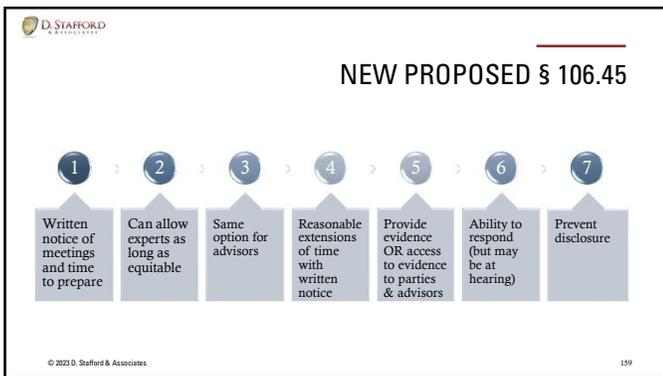 D. STAFFORD
& ASSOCIATES
NEW PROPOSED § 106.45
1
2
3
4
5
6
7
Written
notice of
meetings
and time
to prepare
Can allow
experts as
long as
equitable
Same
option for
advisors
Reasonable
extensions
of time
with
written
notice
Provide
evidence
OR access
to evidence
to parties
& advisors
Ability to
respond
(but may
be at
hearing)
Prevent
disclosure
© 2023 D. Stafford & Associates
159